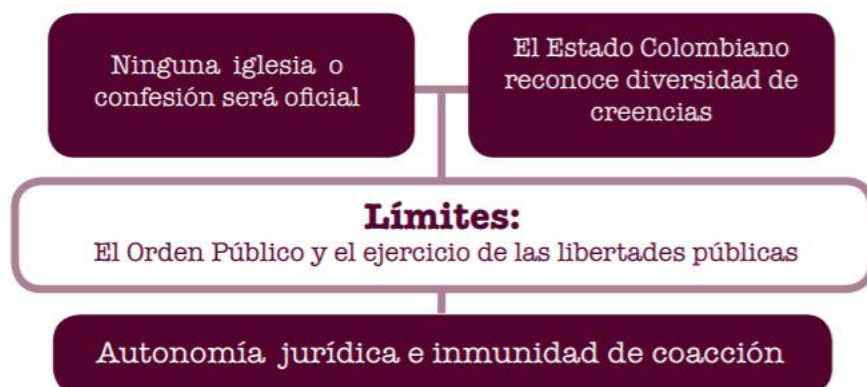 Ninguna iglesia o
confesión será oficial
El Estado Colombiano
reconoce diversidad de
creencias
Límites:
El Orden Público y el ejercicio de las libertades públicas
Autonomía jurídica e inmunidad de coacción